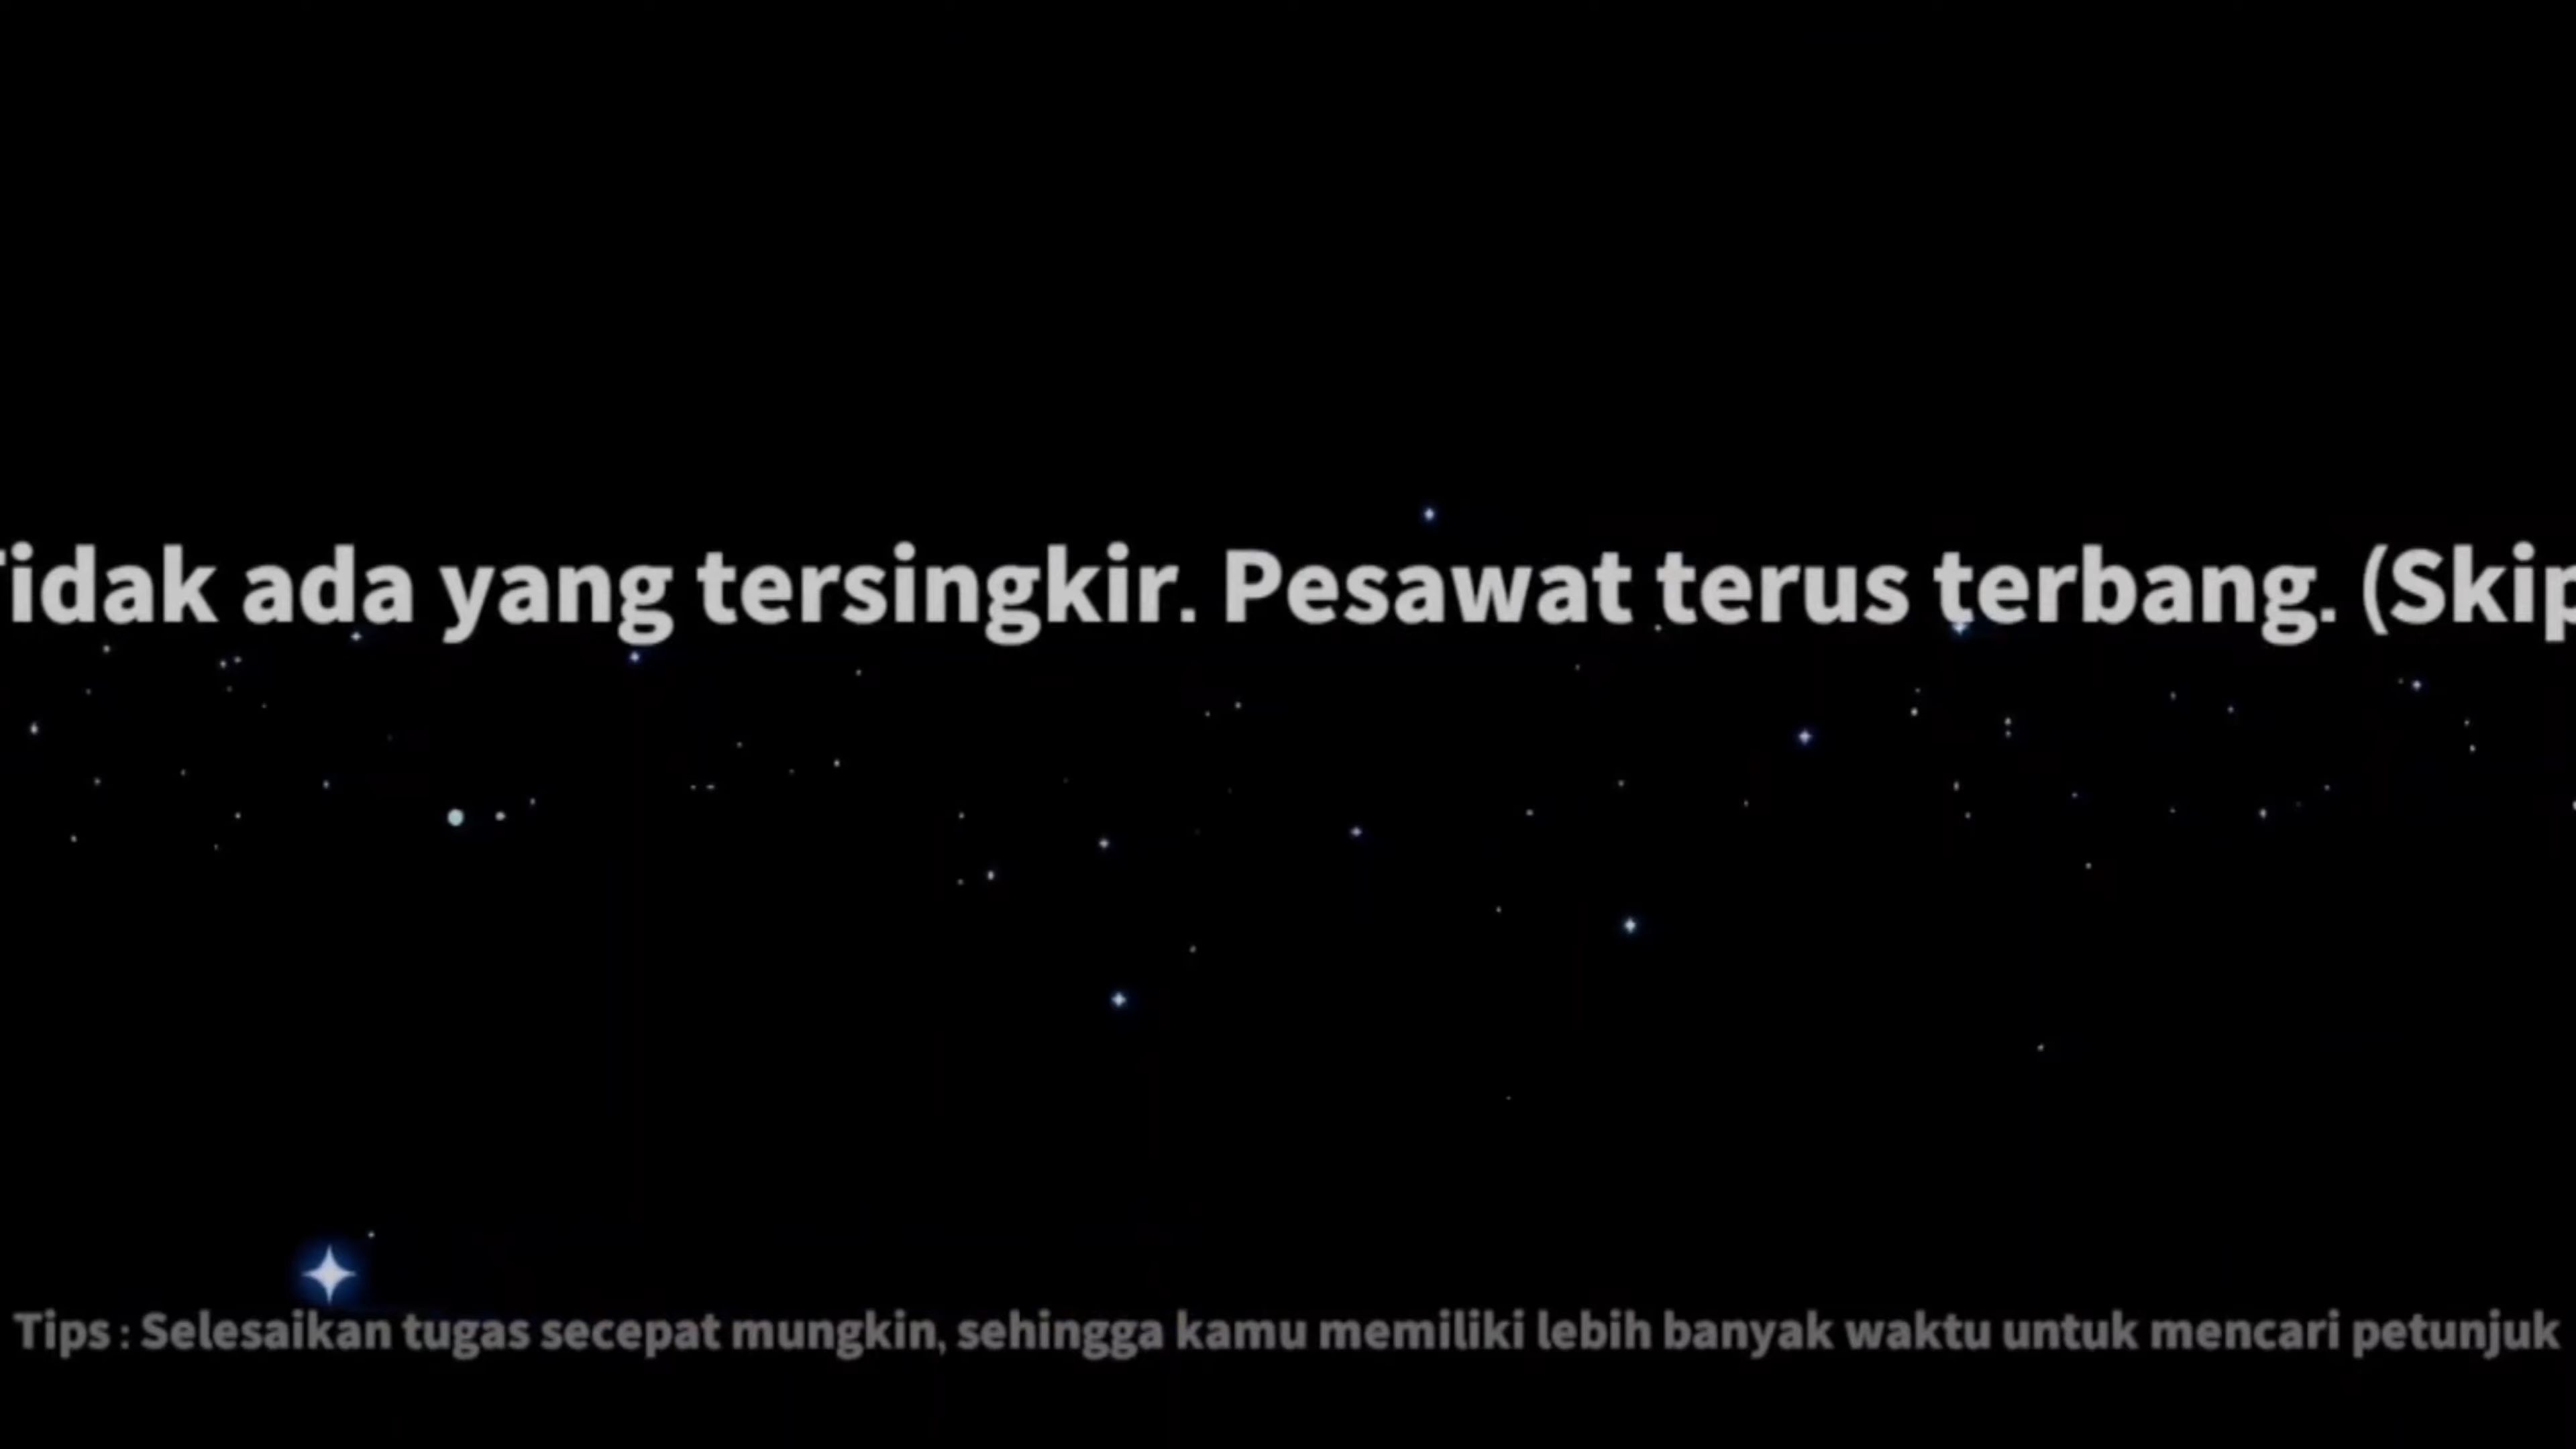 Tidak ada yang tersingkir. Pesawat terus terbang. (Skip
Tips : Selesaikan tugas secepat mungkin, sehingga kamu memiliki lebih banyak waktu untuk mencari petunjuk